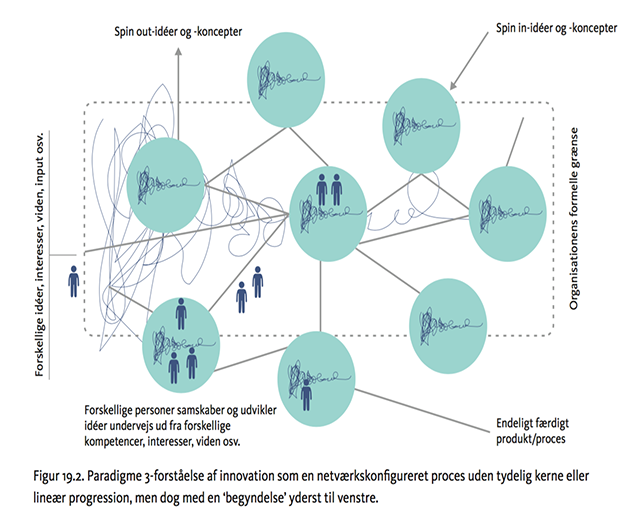 Spin out-idéer og -koncepter
Spin in-idéer og -koncepter
Forskellige idéer, interesser, viden, input osv.
Organisationens formelle grænse
Forskellige personer samskaber og udvikler
idéer undervejs ud fra forskellige
kompetencer, interesser, viden osv.
Endeligt færdigt
produkt/proces
Figur 19.2. Paradigme 3-forståelse af innovation som en netværkskonfigureret proces uden tydelig kerne eller
lineær progression, men dog med en ‘begyndelse’ yderst til venstre.